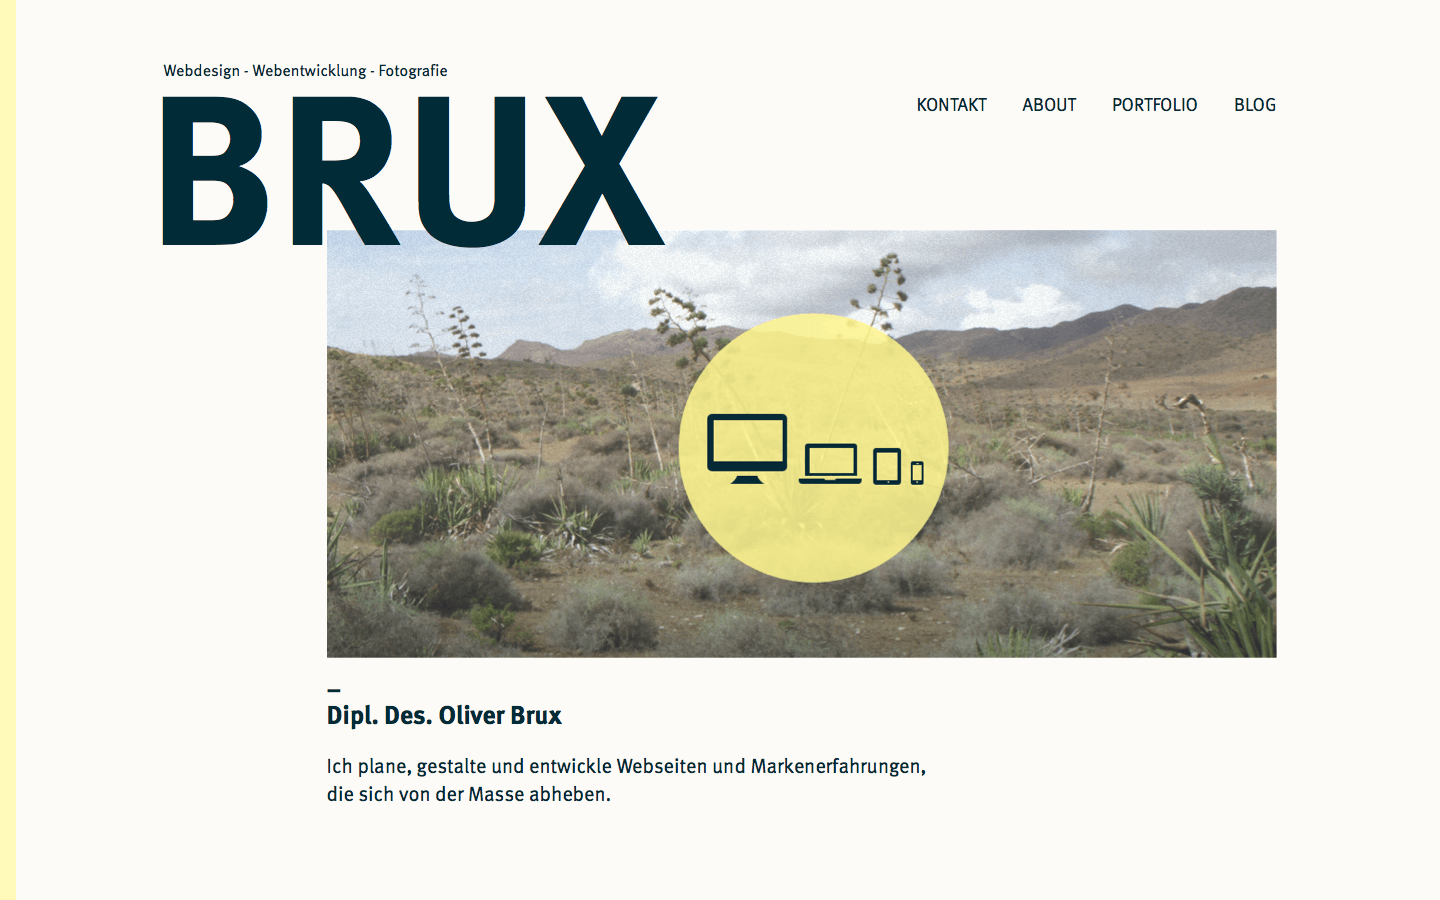 Webdesign - Webentwicklung - Fotografie
BRUX
KONTAKT ABOUT PORTFOLIO BLOG
–
Dipl. Des. Oliver Brux
Ich plane, gestalte und entwickle Webseiten und Markenerfahrungen,
die sich von der Masse abheben.